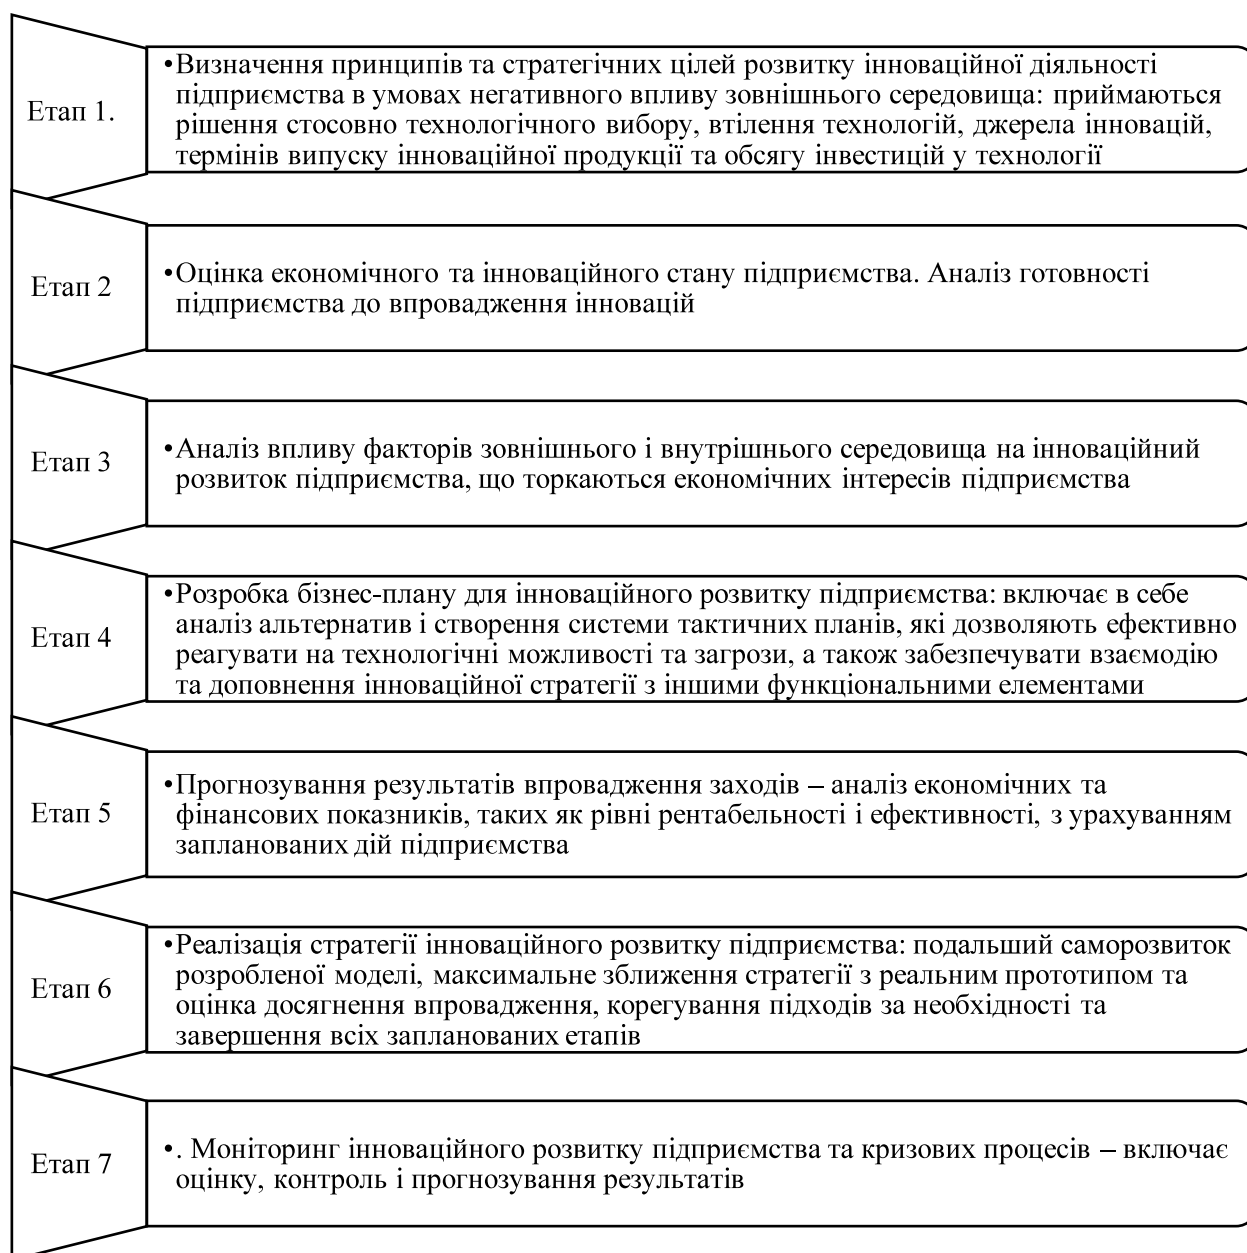 Етап 1.
•Визначення принципів та стратегічних цілей розвитку інноваційної діяльності
підприємства в умовах негативного впливу зовнішнього середовища: приймаються
рішення стосовно технологічного вибору, втілення технологій, джерела інновацій,
термінів випуску інноваційної продукції та обсягу інвестицій у технології
Етап 2
•Оцінка економічного та інноваційного стану підприємства. Аналіз готовності
підприємства до впровадження інновацій
Етап 3
•Аналіз впливу факторів зовнішнього і внутрішнього середовища на інноваційний
розвиток підприємства, що торкаються економічних інтересів підприємства
Етап 4
•Розробка бізнес-плану для інноваційного розвитку підприємства: включає в себе
аналіз альтернатив і створення системи тактичних планів, які дозволяють ефективно
реагувати на технологічні можливості та загрози, а також забезпечувати взаємодію
та доповнення інноваційної стратегії з іншими функціональними елементами
Етап 5
•Прогнозування результатів впровадження заходів – аналіз економічних та
фінансових показників, таких як рівні рентабельності і ефективності, з урахуванням
запланованих дій підприємства
Етап 6
•Реалізація стратегії інноваційного розвитку підприємства: подальший саморозвиток
розробленої моделі, максимальне зближення стратегії з реальним прототипом та
оцінка досягнення впровадження, корегування підходів за необхідності та
завершення всіх запланованих етапів
Етап 7
•. Моніторинг інноваційного розвитку підприємства та кризових процесів – включає
оцінку, контроль і прогнозування результатів